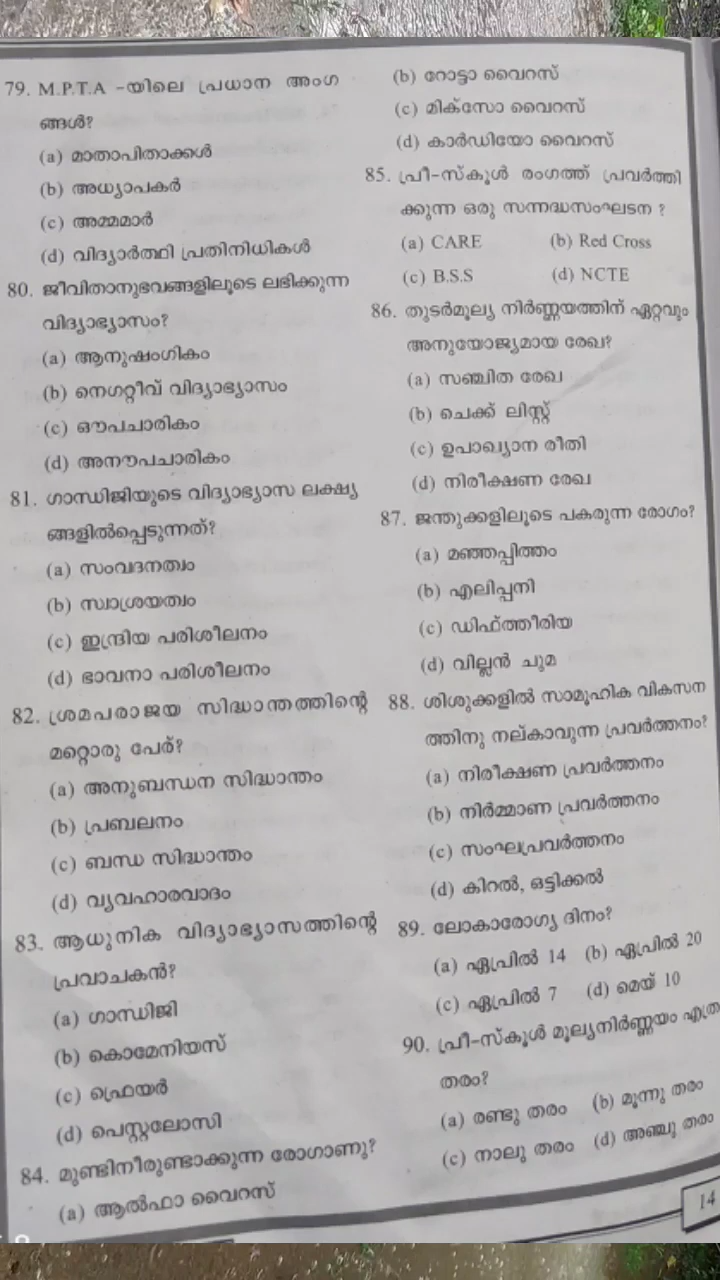 79. M.P.T.A -യിലെ പ്രധാന അംഗ
ങ്ങൾ?
(a) മാതാപിതാക്കൾ
(b) അധ്യാപകർ
(c) അമ്മമാർ
(d) വിദ്യാർത്ഥി പ്രതിനിധികൾ
80. ജീവിതാനുഭവങ്ങളിലൂടെ ലഭിക്കുന്ന
വിദ്യാഭ്യാസം?
(a) ആനുഷംഗികം
(b) നെഗറ്റീവ് വിദ്യാഭ്യാസം
(c) ഔപചാരികം
(d) അനൗപചാരികം
81. ഗാന്ധിജിയുടെ വിദ്യാഭ്യാസ ലക്ഷ്യ
ങ്ങളിൽപ്പെടുന്നത്?
(a) സംവദനത്വം
(b) സ്വാശ്രയത്വം
(c) ഇന്ദ്രിയ പരിശീലനം
(d) ഭാവനാ പരിശീലനം
82. ശ്രമപരാജയ സിദ്ധാന്തത്തിന്റെ
മറ്റൊരു പേര്?
(a) അനുബന്ധന സിദ്ധാന്തം
(b) പ്രബലനം
(c) ബന്ധ സിദ്ധാന്തം
(d) വ്യവഹാരവാദം
83. ആധുനിക വിദ്യാഭ്യാസത്തിന്റെ
പ്രവാചകൻ?
(a) ഗാന്ധിജി
(b) കൊമേനിയസ്
(c) ഫ്രെയർ
(d) പെസ്റ്റലോസി
84. മുണ്ടിനീരുണ്ടാക്കുന്ന രോഗാണു?
(a) ആൽഫാ വൈറസ്
(b) റോട്ടാ വൈറസ്
(c) മിക്സോ വൈറസ്
(d) കാർഡിയോ വൈറസ്
85. പ്രീ-സ്കൂൾ രംഗത്ത് പ്രവർത്തി
ക്കുന്ന ഒരു സന്നദ്ധസംഘടന ?
(a) CARE (b) Red Cross
(c) B.S.S (d) NCTE
86. തുടർമൂല്യ നിർണ്ണയത്തിന് ഏറ്റവും
അനുയോജ്യമായ രേഖ?
(a) സഞ്ചിത രേഖ
(b) ചെക്ക് ലിസ്റ്റ്
(c) ഉപാഖ്യാന രീതി
(d) നിരീക്ഷണ രേഖ
87. ജന്തുക്കളിലൂടെ പകരുന്ന രോഗം?
(a) മഞ്ഞപ്പിത്തം
(b) എലിപ്പനി
(c) ഡിഫ്ത്തീരിയ
(d) വില്ലൻ ചുമ
88. ശിശുക്കളിൽ സാമൂഹിക വികസന
ത്തിനു നല്കാവുന്ന പ്രവർത്തനം?
(a) നിരീക്ഷണ പ്രവർത്തനം
(b) നിർമ്മാണ പ്രവർത്തനം
(c) സംഘപ്രവർത്തനം
(d) കിറൽ, ഒട്ടിക്കൽ
89. ലോകാരോഗ്യ ദിനം?
(a) ഏപ്രിൽ 14 (b) ഏപ്രിൽ 20
(c) ഏപ്രിൽ 7 (d) മെയ് 10
90. പ്രീ-സ്കൂൾ മൂല്യനിർണ്ണയം എത്ര
തരം?
(a) രണ്ടു തരം (b) മൂന്നു തരം
(c) നാലു തരം (d) അഞ്ചു തരം
14